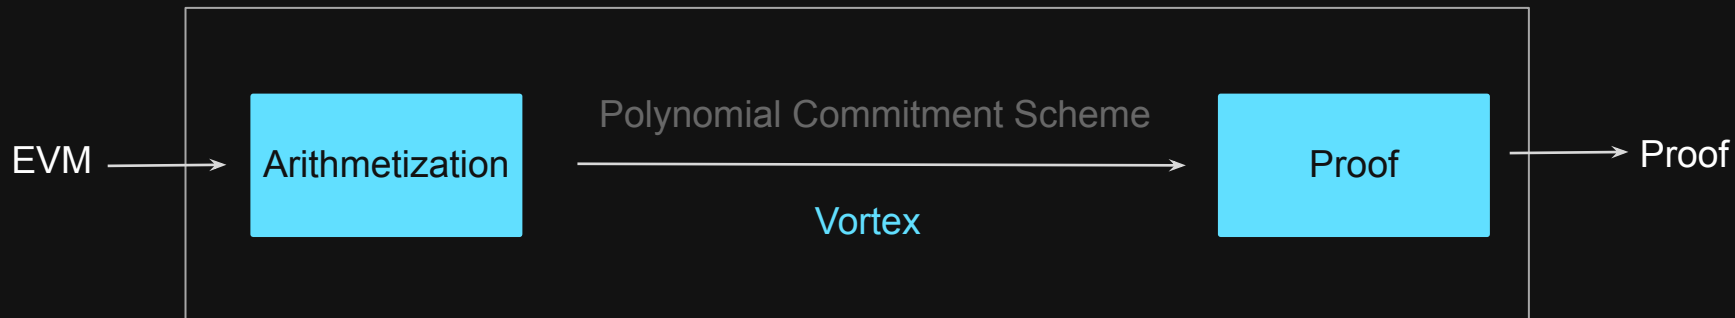 EVM
Arithmetization
Polynomial Commitment Scheme
Vortex
Proof
Proof